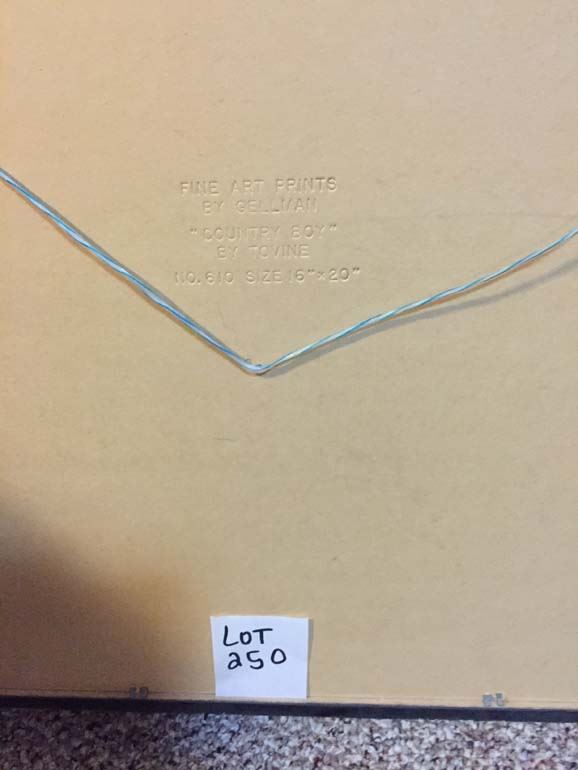 FINE ART PRINTS
BY GELLMAN
"COUNTRY BOY"
BY TOVINE
NO. 610 SIZE 16" x 20"
LOT
250